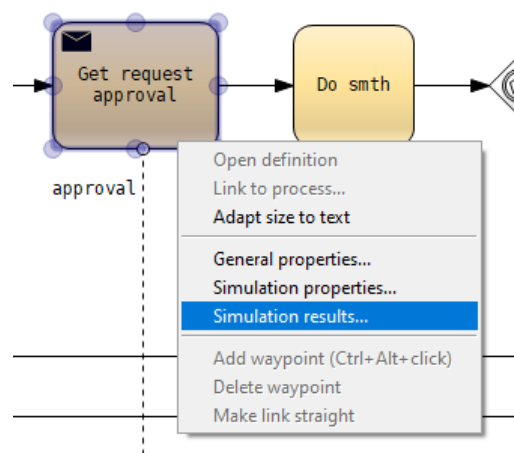 Get request
approval
Do smth
approval
Open definition
Link to process...
Adapt size to text
General properties...
Simulation properties...
Simulation results...
Add waypoint (Ctrl+Alt+click)
Delete waypoint
Make link straight